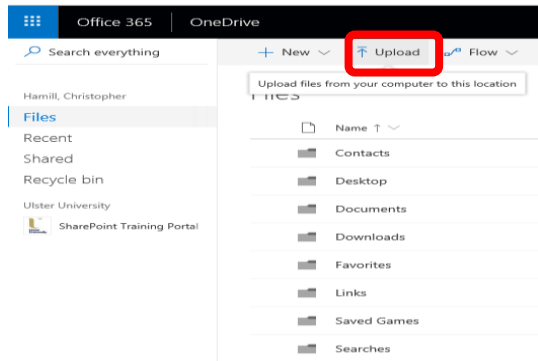 Office 365 OneDrive
Search everything
New Upload Flow
Upload files from your computer to this location
Files
Hamill, Christopher
Files
Recent
Shared
Recycle bin
Ulster University
SharePoint Training Portal
Name
Contacts
Desktop
Documents
Downloads
Favorites
Links
Saved Games
Searches